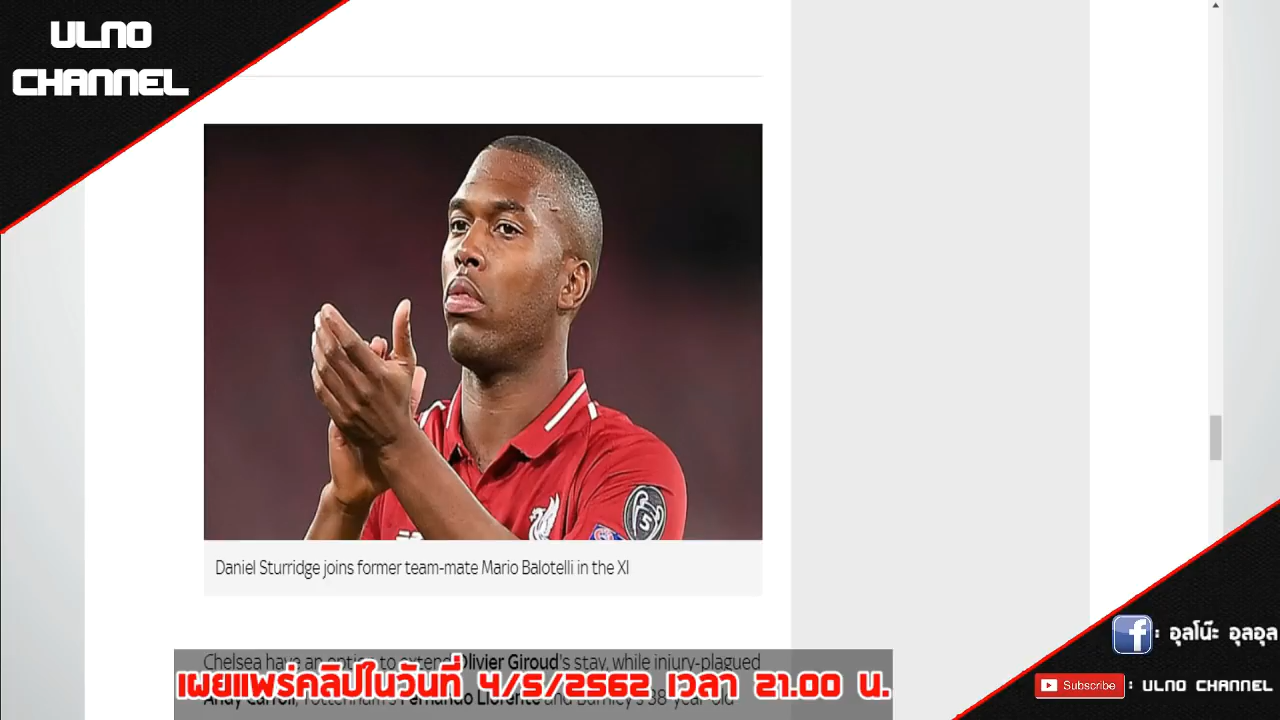 ULNO
CHANNEL
Daniel Sturridge joins former team-mate Mario Balotelli in the XI
Chelsea have an option to extend Olivier Giroud's stay, while injury-plagued
เผยแพร่คลิปในวันที่ 4/5/2562 เวลา 21.00 น.
Andy Carroll, Tottenham's Fernando Llorente and Burnley's 38-year-old
: อุลโน๊ะ อุลอุล
Subscribe : ULNO CHANNEL